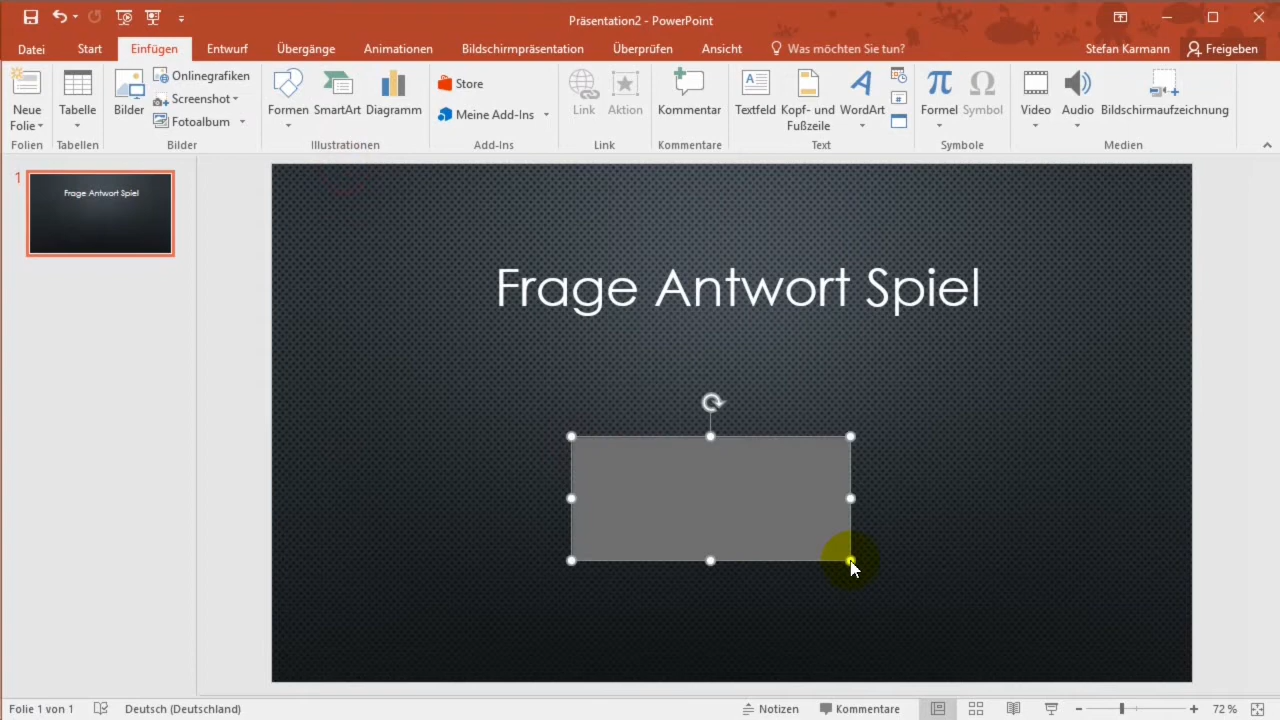 Präsentation2 - PowerPoint
Datei Start Einfügen Entwurf Übergänge Animationen Bildschirmpräsentation Überprüfen Ansicht Was möchten Sie tun? Stefan Karmann Freigeben
Neue Folie
Folien
Tabelle
Tabellen
Bilder
Onlinegrafiken
Screenshot
Fotoalbum
Bilder
Formen
SmartArt
Diagramm
Illustrationen
Store
Meine Add-Ins
Add-Ins
Link
Aktion
Link
Kommentar
Kommentare
Textfeld
Kopf- und
Fußzeile
WordArt
Text
Formel
Symbol
Symbole
Video
Audio
Bildschirmaufzeichnung
Medien
1
Frage Antwort Spiel
Frage Antwort Spiel
Folie 1 von 1 Deutsch (Deutschland) Notizen Kommentare 72 %